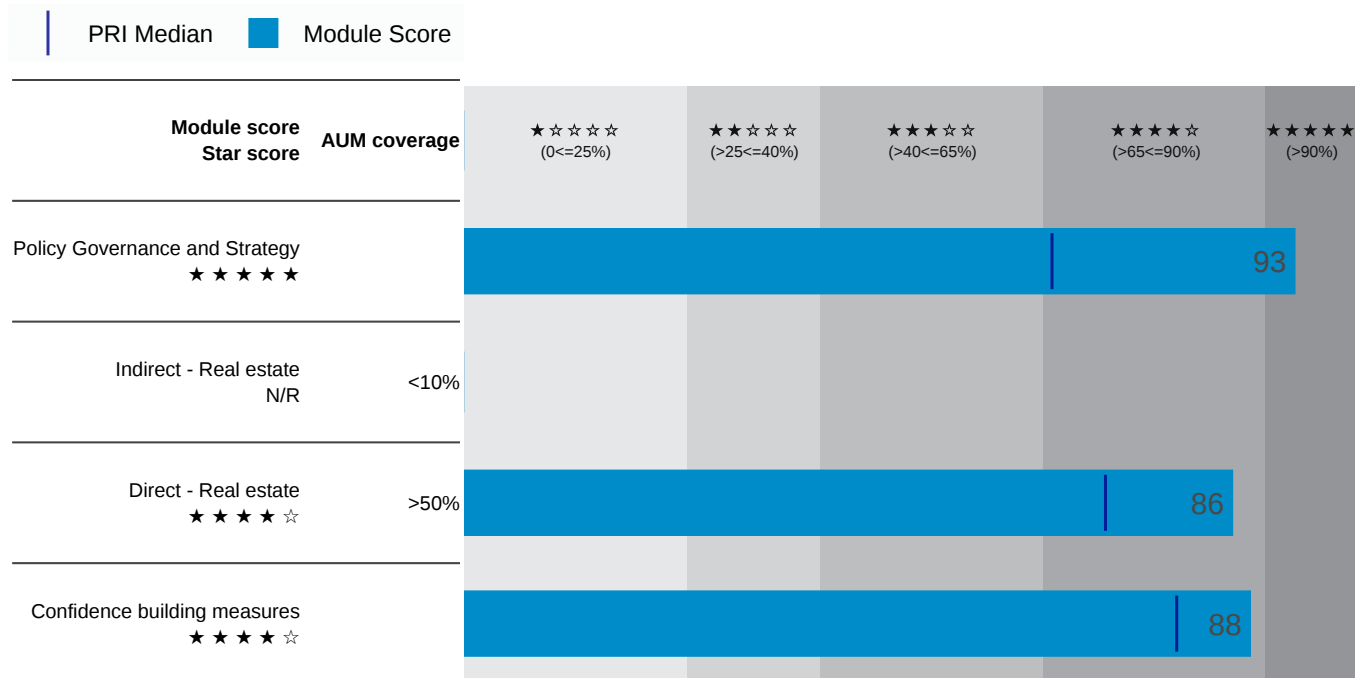 PRI Median Module Score
Module score
Star score
AUM coverage
★☆☆☆☆ ★★☆☆☆ ★★★☆☆ ★★★★☆ ★★★★★
(0<=25%) (>25<=40%) (>40<=65%) (>65<=90%) (>90%)
Policy Governance and Strategy
★★★★★
93
Indirect - Real estate
N/R
<10%
Direct - Real estate
★★★★☆
>50%
86
Confidence building measures
★★★★☆
88